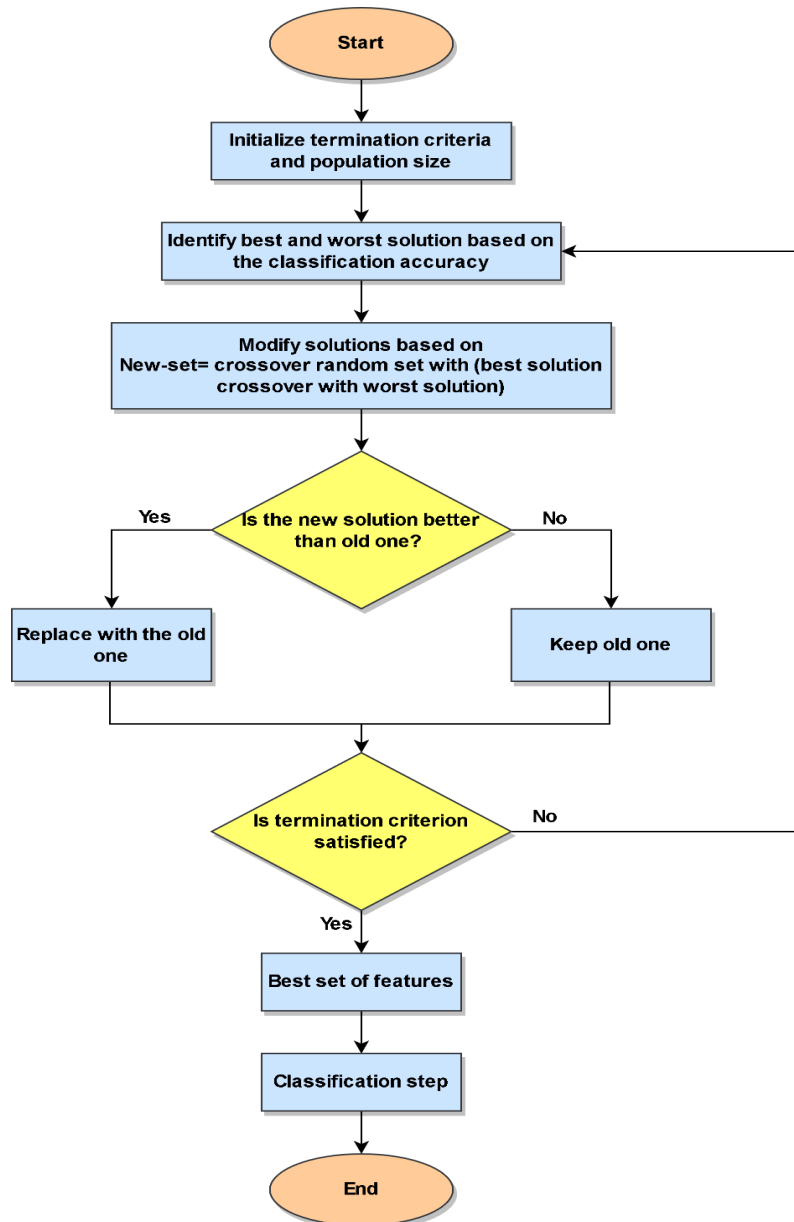 Start
Initialize termination criteria
and population size
Identify best and worst solution based on
the classification accuracy
Modify solutions based on
New-set= crossover random set with (best solution
crossover with worst solution)
Is the new solution better
than old one?
Yes
No
Replace with the old
one
Keep old one
Is termination criterion
satisfied?
No
Yes
Best set of features
Classification step
End